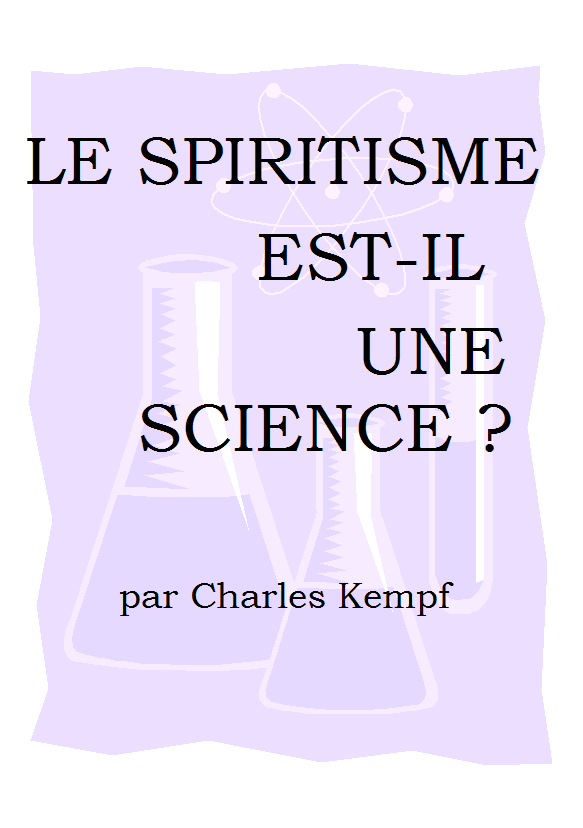 LE SPIRITISME
EST-IL
UNE
SCIENCE ?
par Charles Kempf